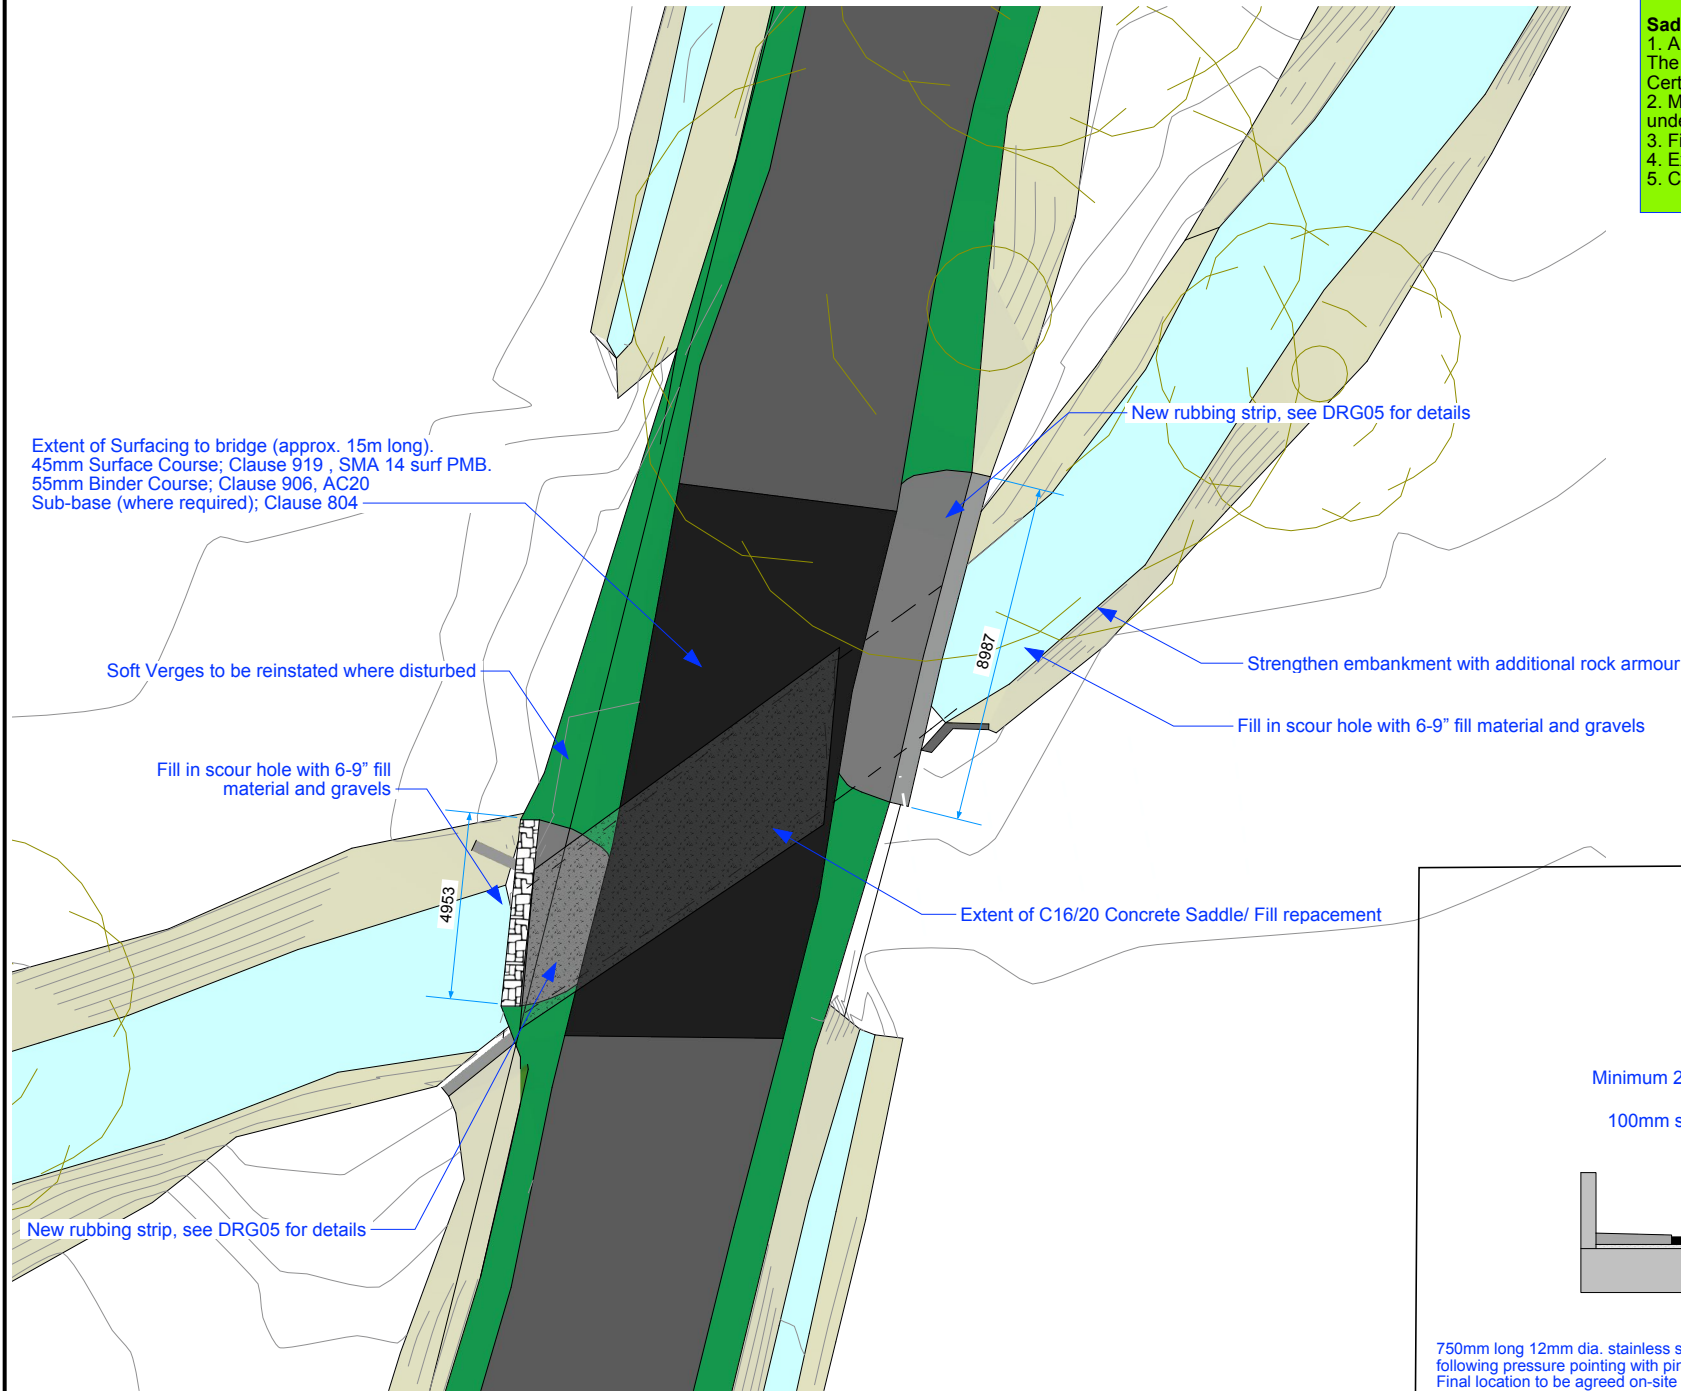 Sad
1. A
The
Cert
2. M
unde
3. Fi
4. E
5. C
New rubbing strip, see DRG05 for details
Extent of Surfacing to bridge (approx. 15m long).
45mm Surface Course; Clause 919 , SMA 14 surf PMB.
55mm Binder Course; Clause 906, AC20
Sub-base (where required); Clause 804
8987
Soft Verges to be reinstated where disturbed
Strengthen embankment with additional rock armour
Fill in scour hole with 6-9” fill material and gravels
Fill in scour hole with 6-9” fill
material and gravels
4953
Extent of C16/20 Concrete Saddle/ Fill repacement
Minimum 2
100mm s
New rubbing strip, see DRG05 for details
750mm long 12mm dia. stainless s
following pressure pointing with pin
Final location to be agreed on-site